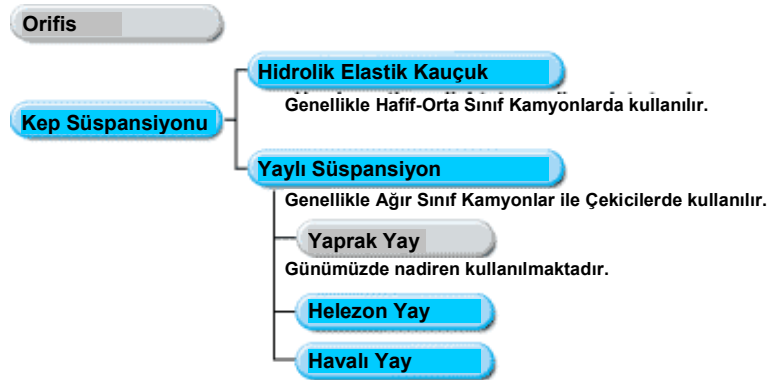 Orifis
Hidrolik Elastik Kauçuk
Genellikle Hafif-Orta Sınıf Kamyonlarda kullanılır.
Kep Süspansiyonu
Yaylı Süspansiyon
Genellikle Ağır Sınıf Kamyonlar ile Çekicilerde kullanılır.
Yaprak Yay
Günümüzde nadiren kullanılmaktadır.
Helezon Yay
Havalı Yay